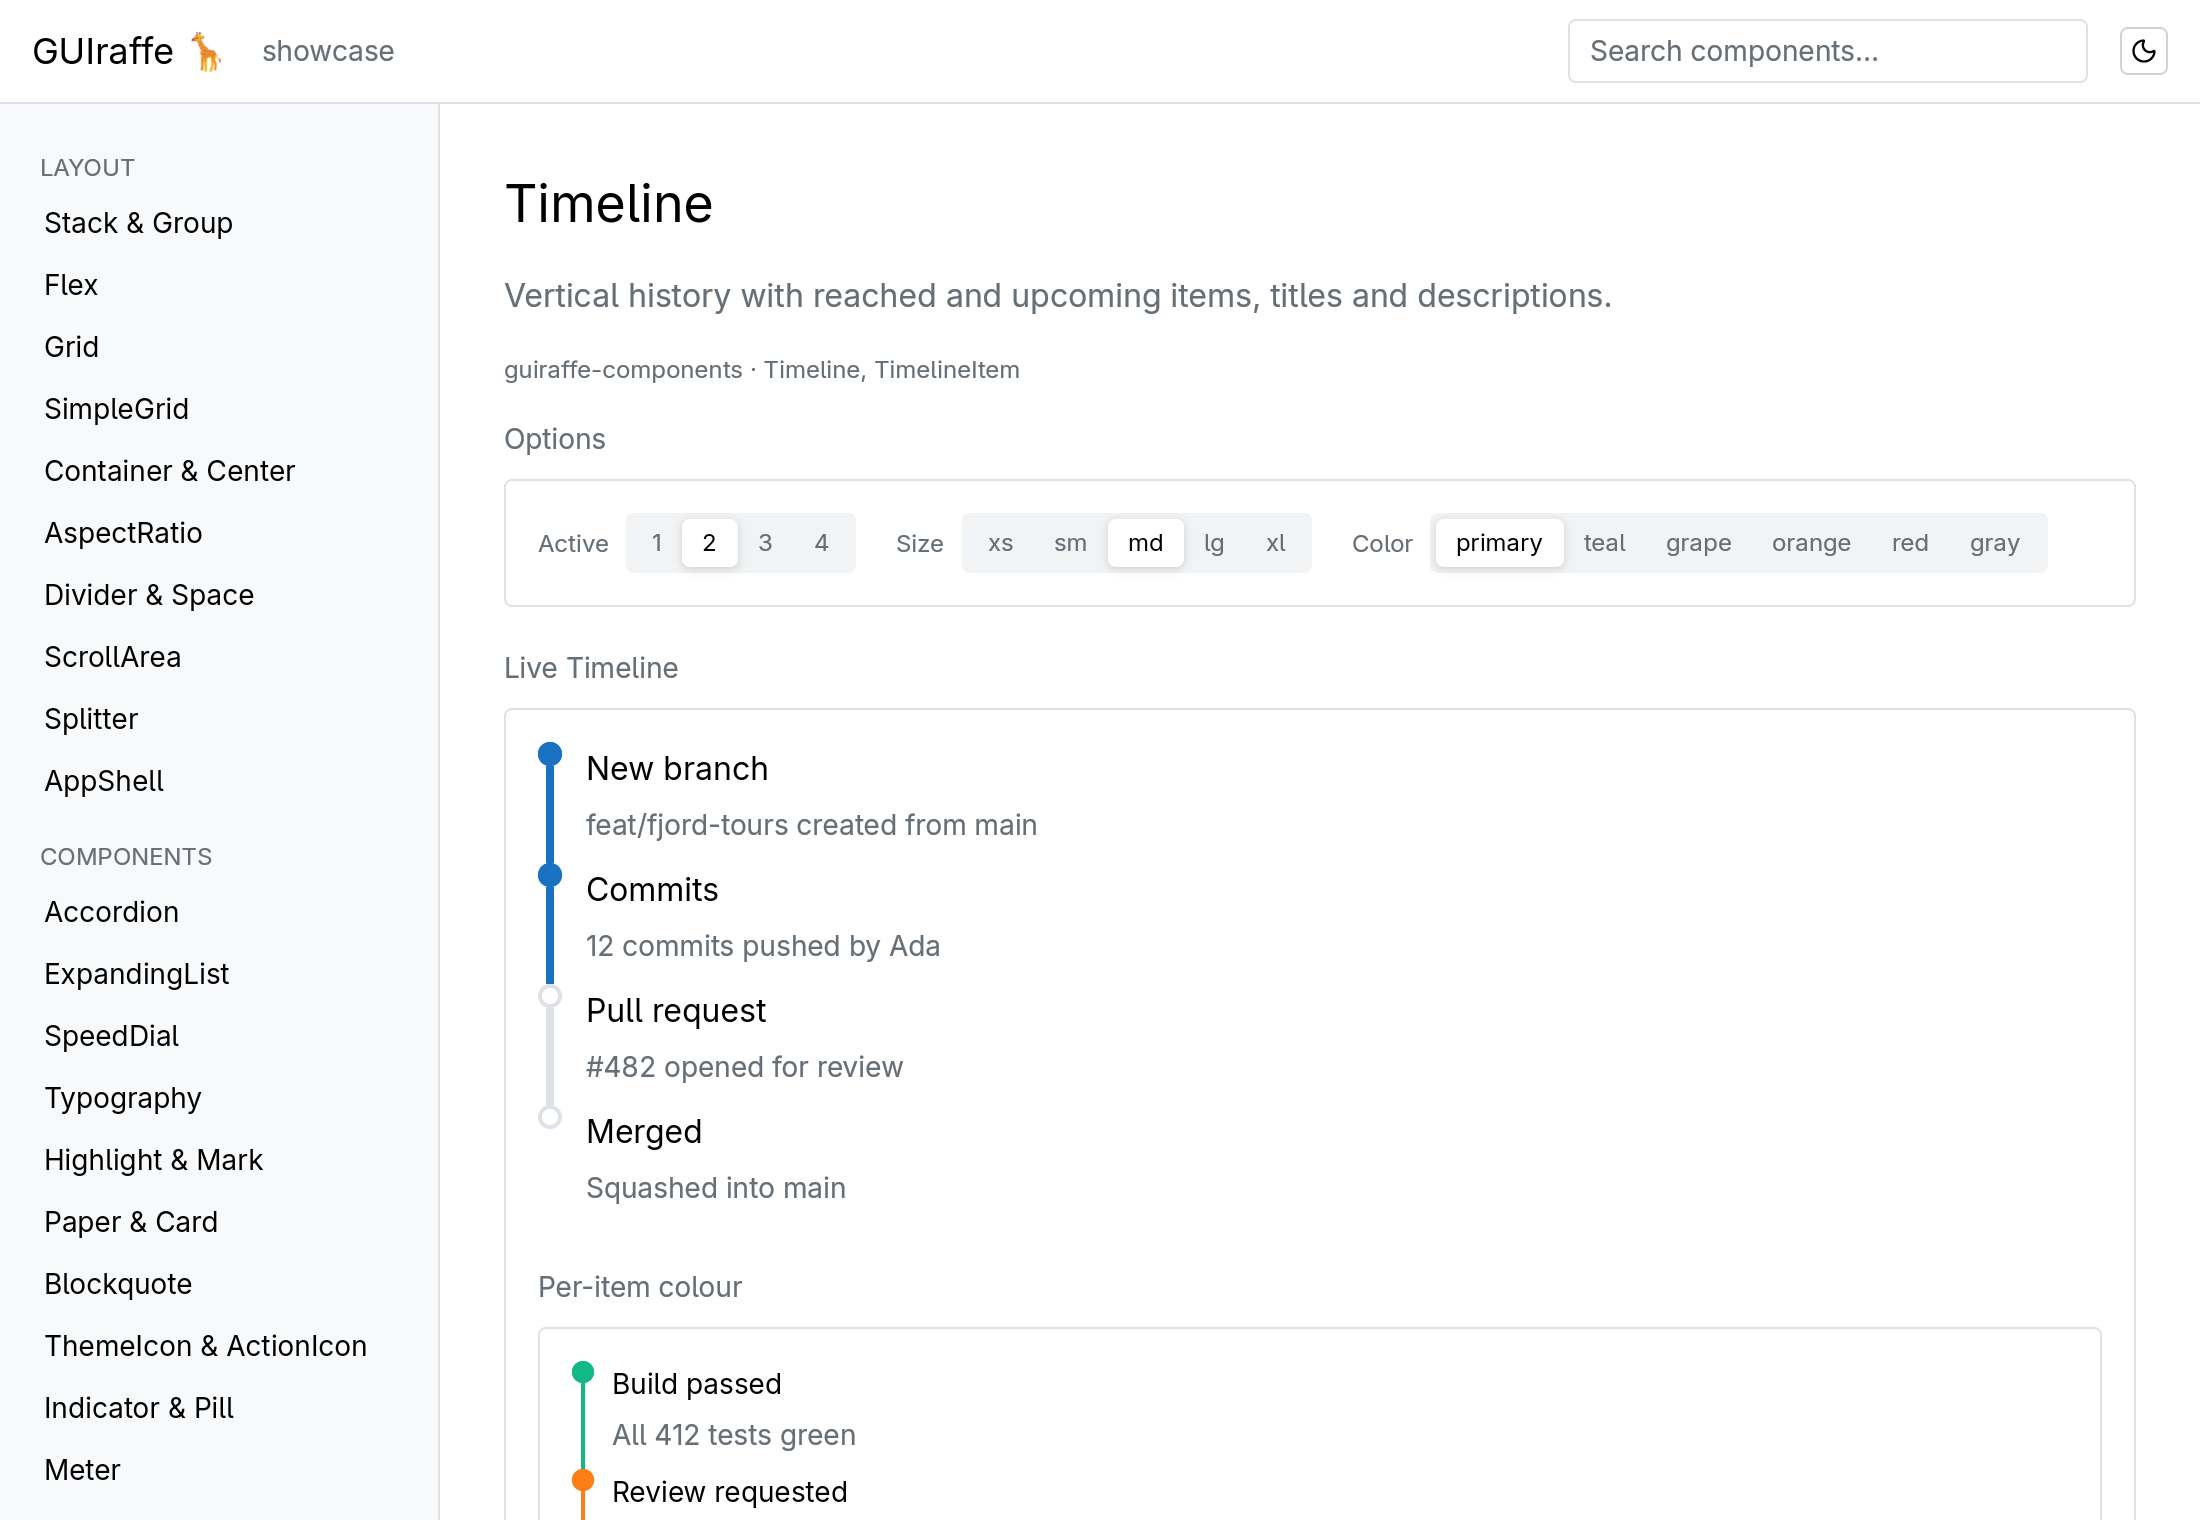 GUIraffe 🦒 showcase Search components...
LAYOUT
Stack & Group
Flex
Grid
SimpleGrid
Container & Center
AspectRatio
Divider & Space
ScrollArea
Splitter
AppShell
COMPONENTS
Accordion
ExpandingList
SpeedDial
Typography
Highlight & Mark
Paper & Card
Blockquote
ThemeIcon & ActionIcon
Indicator & Pill
Meter
Timeline
Vertical history with reached and upcoming items, titles and descriptions.
guiraffe-components · Timeline, TimelineItem
Options
Active 1 2 3 4 Size xs sm md lg xl Color primary teal grape orange red gray
Live Timeline
New branch
feat/fjord-tours created from main
Commits
12 commits pushed by Ada
Pull request
#482 opened for review
Merged
Squashed into main
Per-item colour
Build passed
All 412 tests green
Review requested